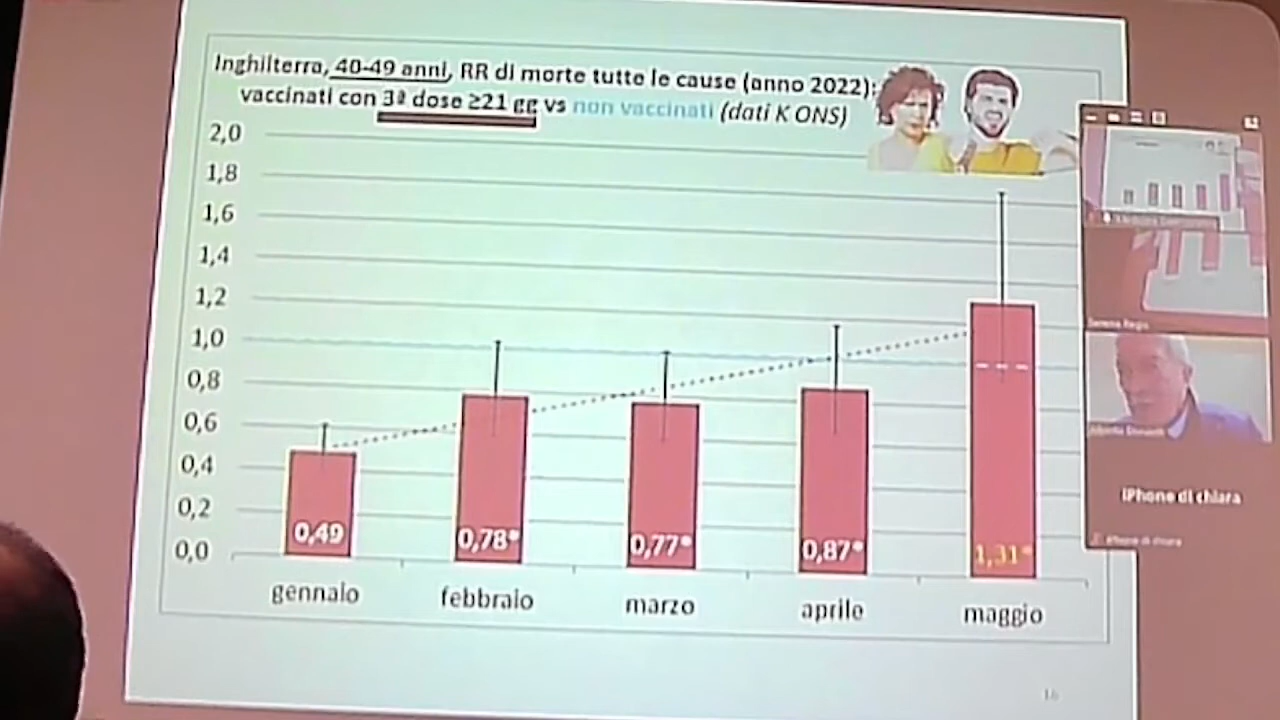 Inghilterra, 40-49 anni, RR di morte tutte le cause (anno 2022):
vaccinati con 3ª dose ≥21 gg vs non vaccinati (dati K ONS)
2,0
1,8
1,6
1,4
1,2
1,0
0,8
0,6
0,4
0,2
0,0
0,49
0,78*
0,77*
0,87*
1,31*
gennaio
febbraio
marzo
aprile
maggio
16
iPhone di chiara
iPhone di chiara